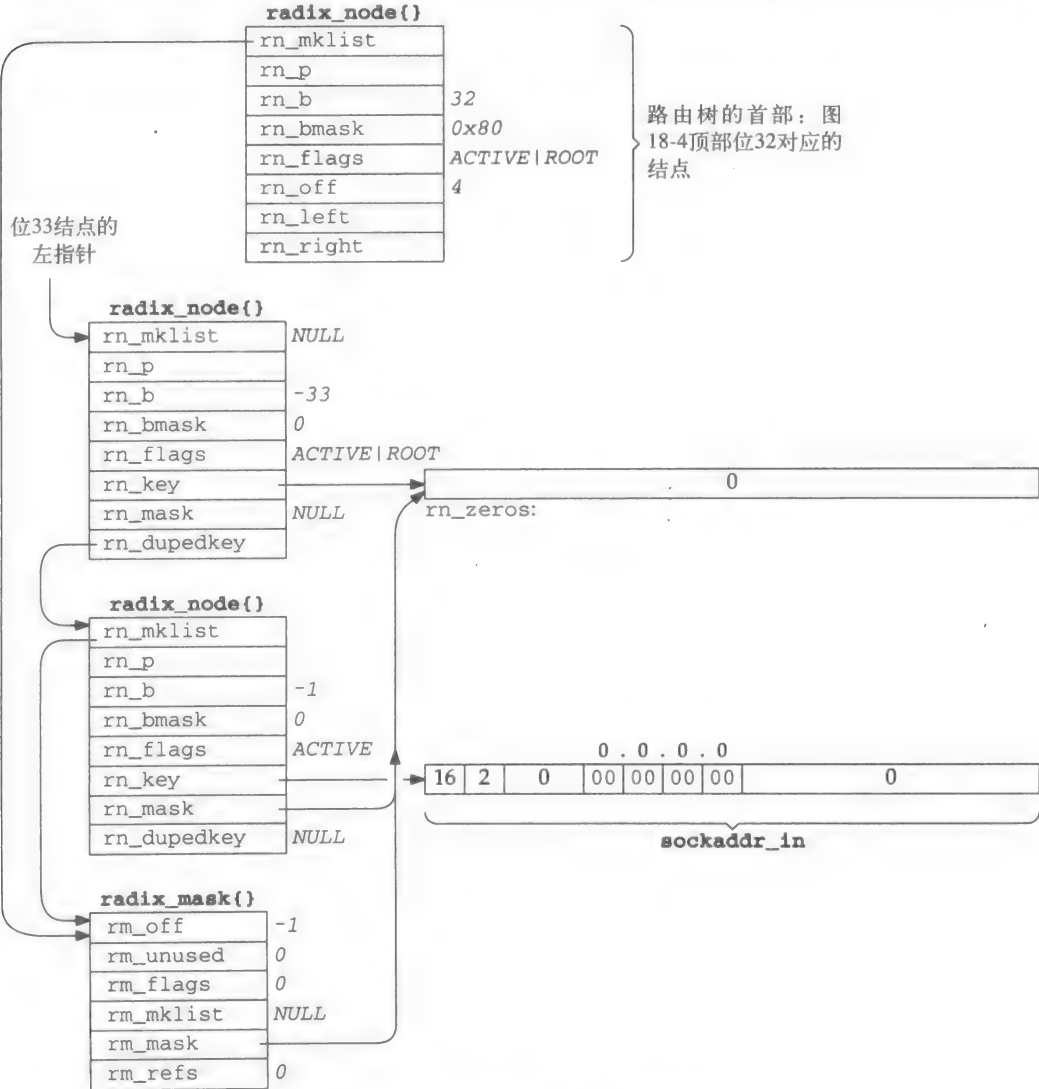 radix_node{}
rn_mklist
rn_p
rn_b 32
rn_bmask 0x80
rn_flags ACTIVE|ROOT
rn_off 4
rn_left
rn_right
路由树的首部：图
18-4顶部位32对应的
结点
位33结点的
左指针
radix_node{}
rn_mklist NULL
rn_p
rn_b -33
rn_bmask 0
rn_flags ACTIVE|ROOT
rn_key
rn_mask NULL
rn_dupedkey
0
rn_zeros:
radix_node{}
rn_mklist
rn_p
rn_b -1
rn_bmask 0
rn_flags ACTIVE
rn_key
rn_mask
rn_dupedkey NULL
0 . 0 . 0 . 0
16 2 0 00 00 00 00 0
sockaddr_in
radix_mask{}
rm_off -1
rm_unused 0
rm_flags 0
rm_mklist NULL
rm_mask
rm_refs 0